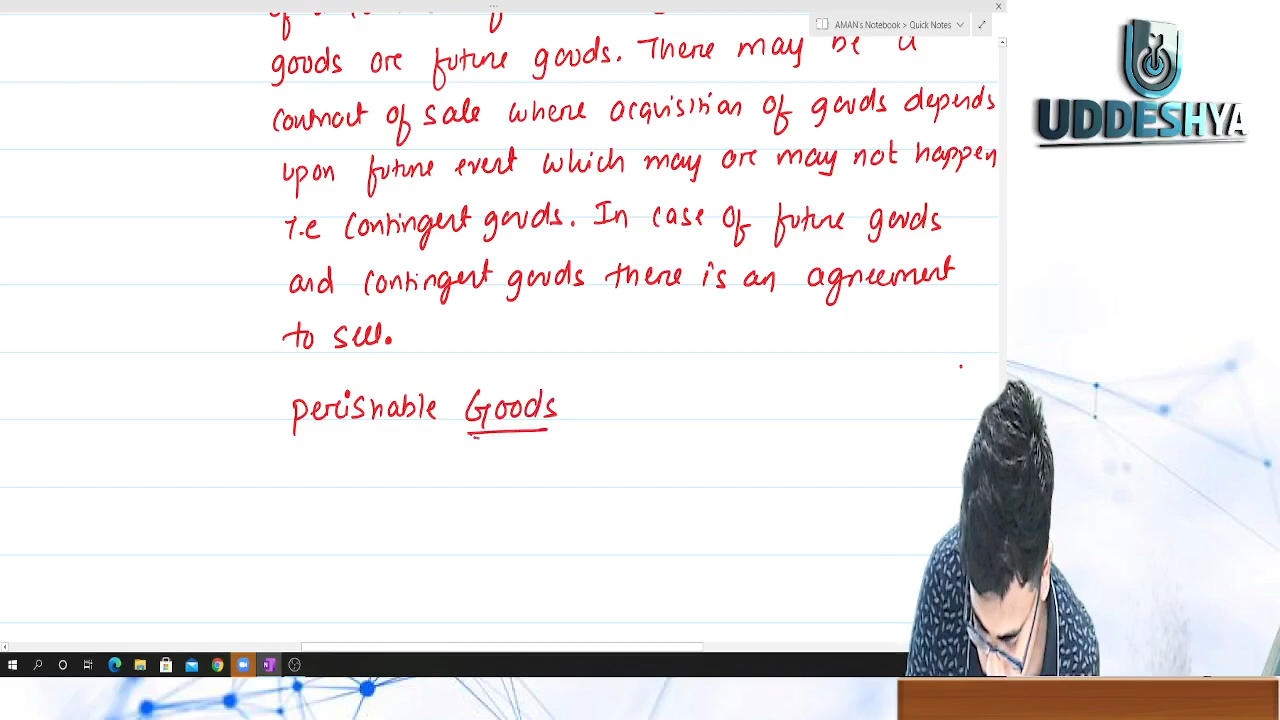 AMAN's Notebook > Quick Notes
goods are future goods. There may be a
contract of sale where acquisition of goods depends
upon future event which may are may not happen
i.e contingent goods. In case of future goods
and contingent goods there is an agreement
to sell.
perishable Goods
UDDESHYA